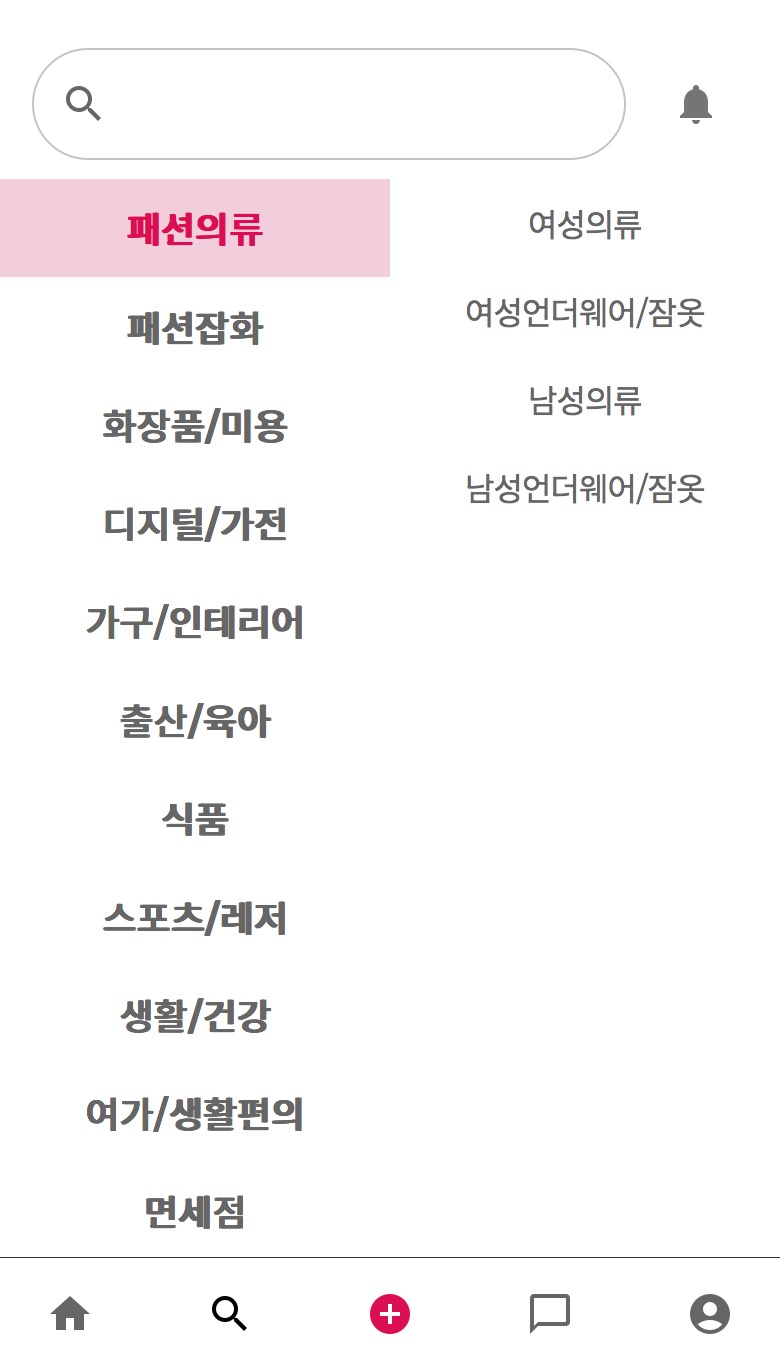 패션의류
패션잡화
화장품/미용
디지털/가전
가구/인테리어
출산/육아
식품
스포츠/레저
생활/건강
여가/생활편의
면세점
여성의류
여성언더웨어/잠옷
남성의류
남성언더웨어/잠옷